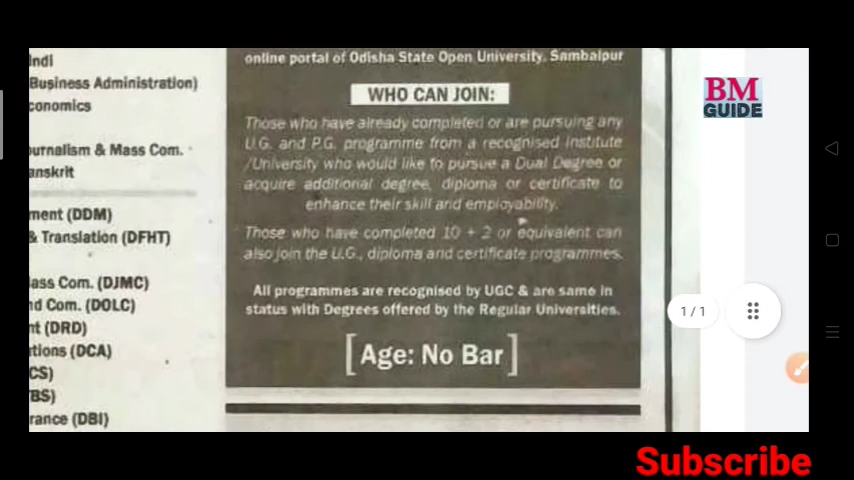 indi
(Business Administration)
conomics
ournalism & Mass Com.
anskrit
ment (DDM)
& Translation (DFHT)
lass Com. (DJMC)
nd Com. (DOLC)
nt (DRD)
tions (DCA)
CS)
BS)
rance (DBI)
online portal of Odisha State Open University, Sambalpur
WHO CAN JOIN:
Those who have already completed or are pursuing any
U.G. and P.G. programme from a recognised Institute
/University who would like to pursue a Dual Degree or
acquire additional degree, diploma or certificate to
enhance their skill and employability.
Those who have completed 10 + 2 or equivalent can
also join the U.G., diploma and certificate programmes.
All programmes are recognised by UGC & are same in
status with Degrees offered by the Regular Universities.
[Age: No Bar]
BM
GUIDE
1/1
Subscribe